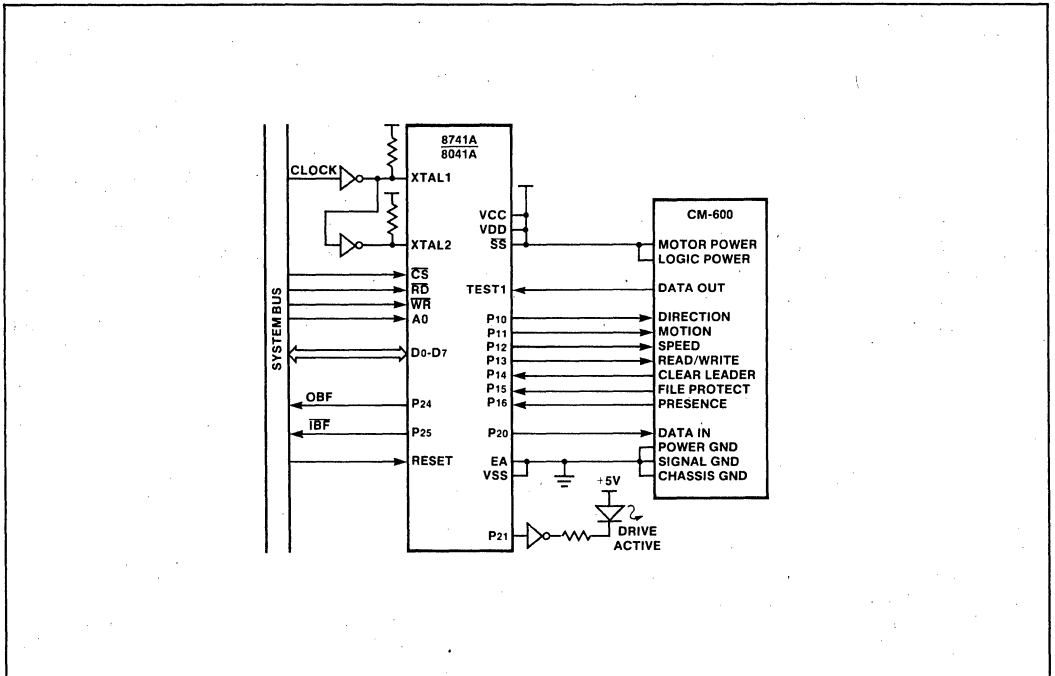 8741A
8041A
CLOCK
XTAL1
XTAL2
CS
RD
WR
A0
D0-D7
OBF
P24
IBF
P25
RESET
SYSTEM BUS
VCC
VDD
SS
TEST1
P10
P11
P12
P13
P14
P15
P16
P20
EA
VSS
P21
+5V
DRIVE
ACTIVE
CM-600
MOTOR POWER
LOGIC POWER
DATA OUT
DIRECTION
MOTION
SPEED
READ/WRITE
CLEAR LEADER
FILE PROTECT
PRESENCE
DATA IN
POWER GND
SIGNAL GND
CHASSIS GND